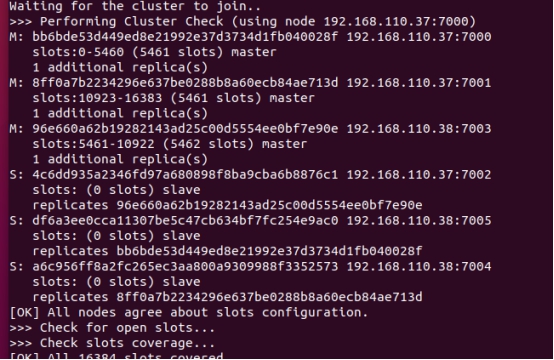 Waiting for the cluster to join..
>>> Performing Cluster Check (using node 192.168.110.37:7000)
M: bb6bde53d449ed8e21992e37d3734d1fb040028f 192.168.110.37:7000
   slots:0-5460 (5461 slots) master
   1 additional replica(s)
M: 8ff0a7b2234296e637be0288b8a60ecb84ae713d 192.168.110.37:7001
   slots:10923-16383 (5461 slots) master
   1 additional replica(s)
M: 96e660a62b19282143ad25c00d5554ee0bf7e90e 192.168.110.38:7003
   slots:5461-10922 (5462 slots) master
   1 additional replica(s)
S: 4c6dd935a2346fd97a680898f8ba9cba6b8876c1 192.168.110.37:7002
   slots: (0 slots) slave
   replicates 96e660a62b19282143ad25c00d5554ee0bf7e90e
S: df6a3ee0cca11307be5c47cb634bf7fc254e9ac0 192.168.110.38:7005
   slots: (0 slots) slave
   replicates bb6bde53d449ed8e21992e37d3734d1fb040028f
S: a6c956ff8a2fc265ec3aa800a9309988f3352573 192.168.110.38:7004
   slots: (0 slots) slave
   replicates 8ff0a7b2234296e637be0288b8a60ecb84ae713d
[OK] All nodes agree about slots configuration.
>>> Check for open slots...
>>> Check slots coverage...
[OK] All 16384 slots covered